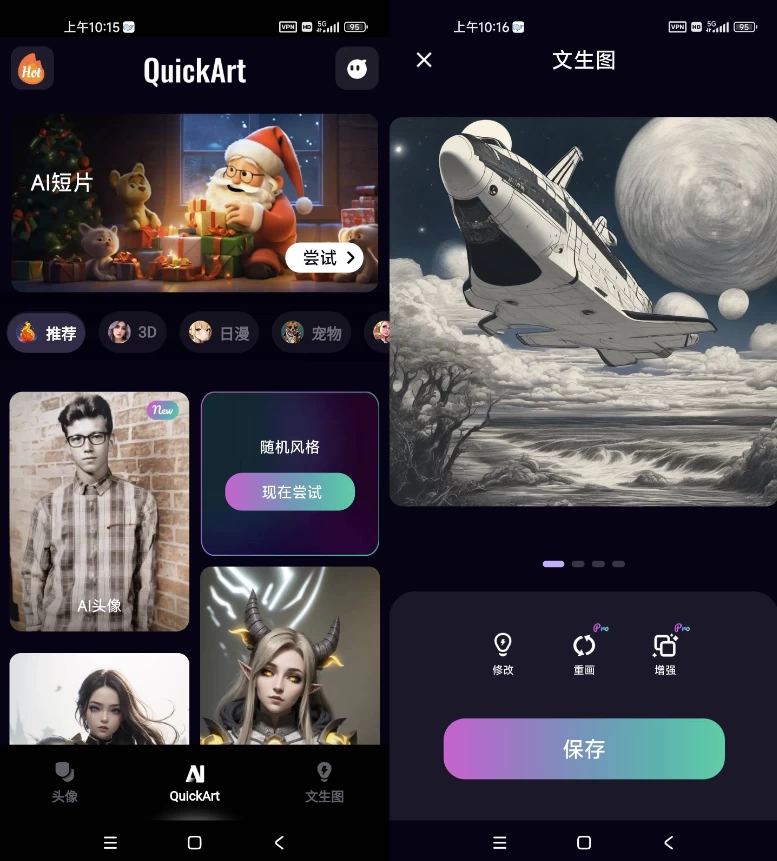 上午10:15
VPN HD 5G 95
Hot
QuickArt
AI短片
尝试
推荐
3D
日漫
宠物
New
AI头像
随机风格
现在尝试
头像
QuickArt
文生图
上午10:16
VPN HD 5G 95
文生图
修改
Pro
重画
Pro
增强
保存